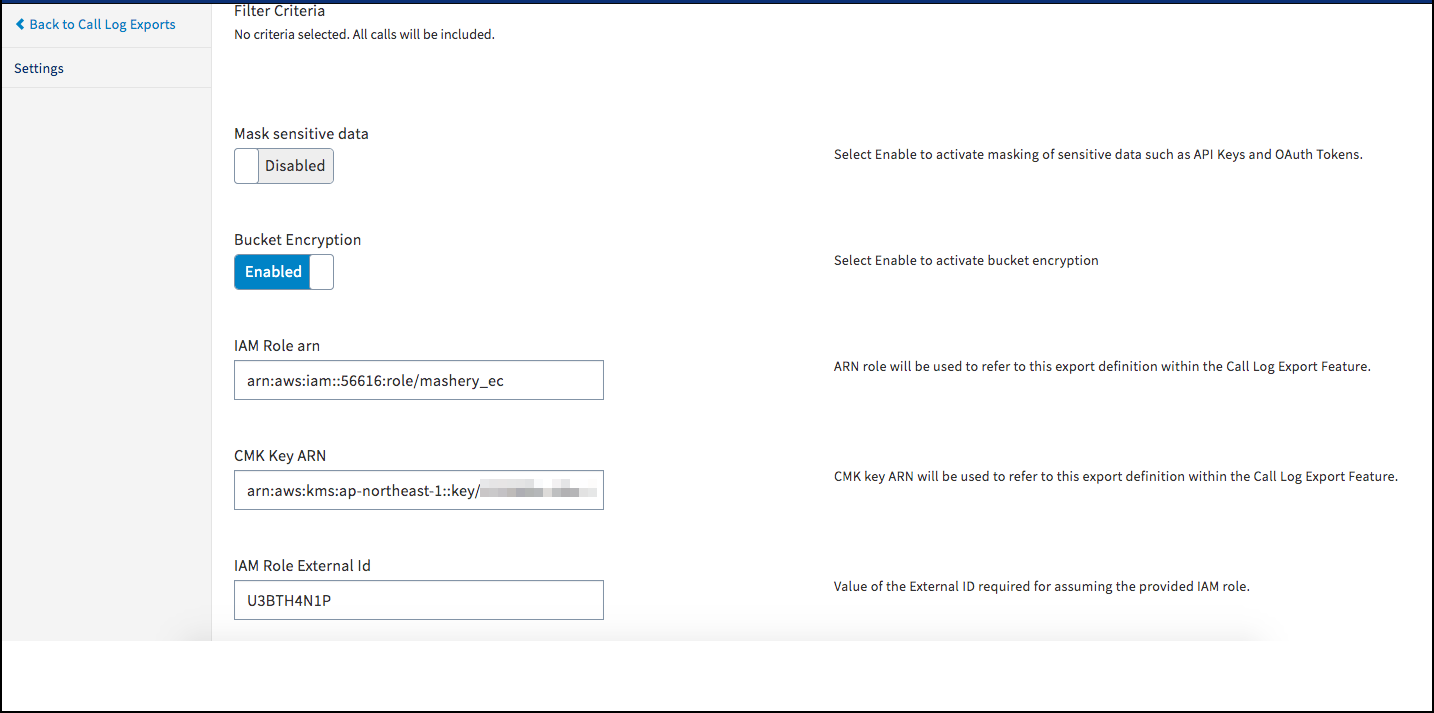 Back to Call Log Exports
Settings
Filter Criteria
No criteria selected. All calls will be included.
Mask sensitive data
Disabled
Select Enable to activate masking of sensitive data such as API Keys and OAuth Tokens.
Bucket Encryption
Enabled
Select Enable to activate bucket encryption
IAM Role arn
arn:aws:iam::56616:role/mashery_ec
ARN role will be used to refer to this export definition within the Call Log Export Feature.
CMK Key ARN
arn:aws:kms:ap-northeast-1::key/
CMK key ARN will be used to refer to this export definition within the Call Log Export Feature.
IAM Role External Id
U3BTH4N1P
Value of the External ID required for assuming the provided IAM role.